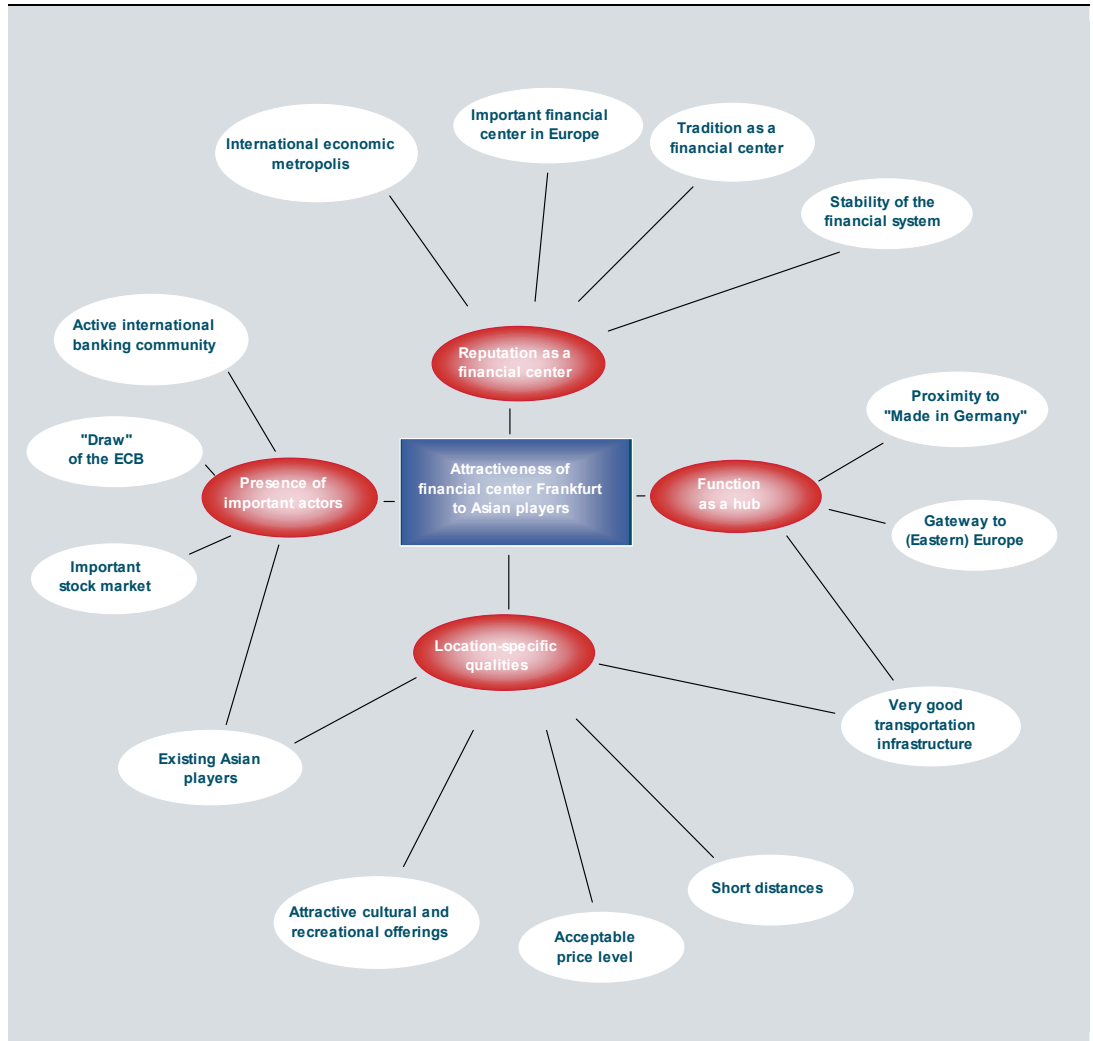 International economic
metropolis
Important financial
center in Europe
Tradition as a
financial center
Stability of the
financial system
Active international
banking community
Reputation as a
financial center
Proximity to
"Made in Germany"
"Draw"
of the ECB
Presence of
important actors
Attractiveness of
financial center Frankfurt
to Asian players
Function
as a hub
Gateway to
(Eastern) Europe
Important
stock market
Location-specific
qualities
Very good
transportation
infrastructure
Existing Asian
players
Short distances
Attractive cultural and
recreational offerings
Acceptable
price level